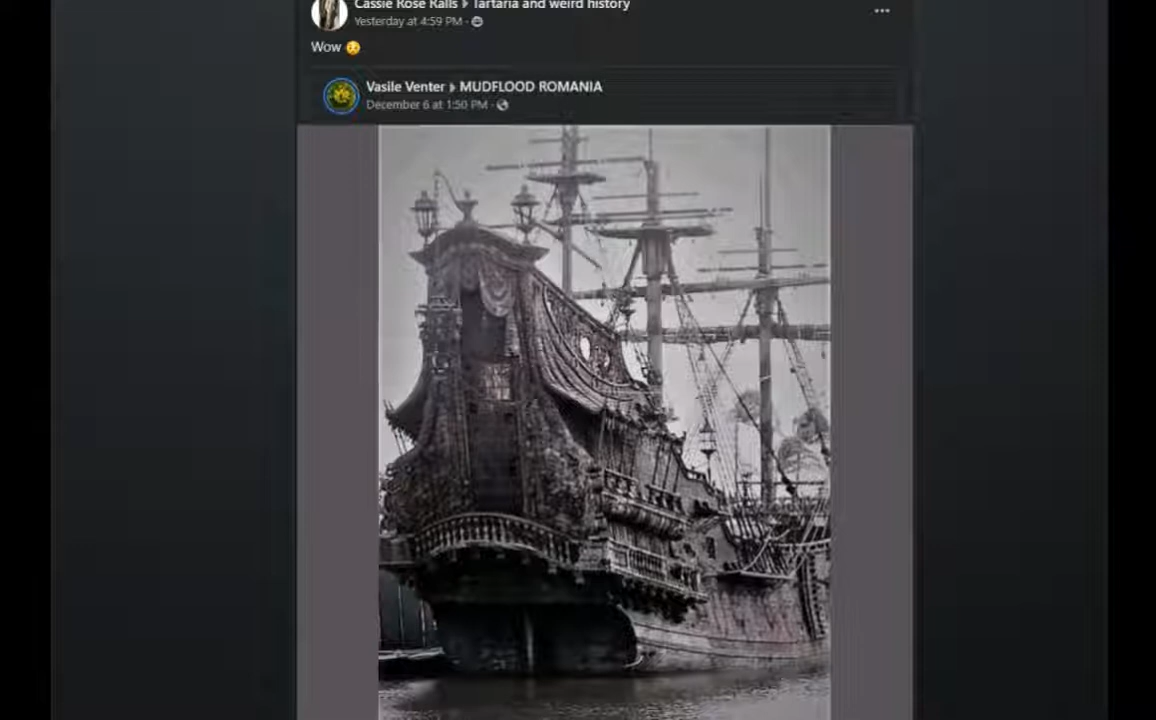 Cassie Rose Ralls ▸ Tartaria and weird history
Yesterday at 4:59 PM ·
Wow 😳
Vasile Venter ▸ MUDFLOOD ROMANIA
December 6 at 1:50 PM ·